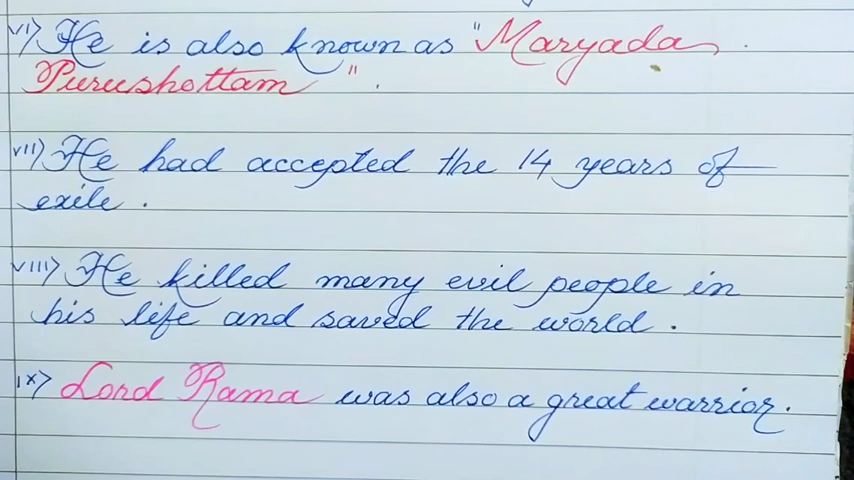 VI) He is also known as "Maryada
Purushottam".
VII) He had accepted the 14 years of
exile.
VIII) He killed many evil people in
his life and saved the world.
IX) Lord Rama was also a great warrior.